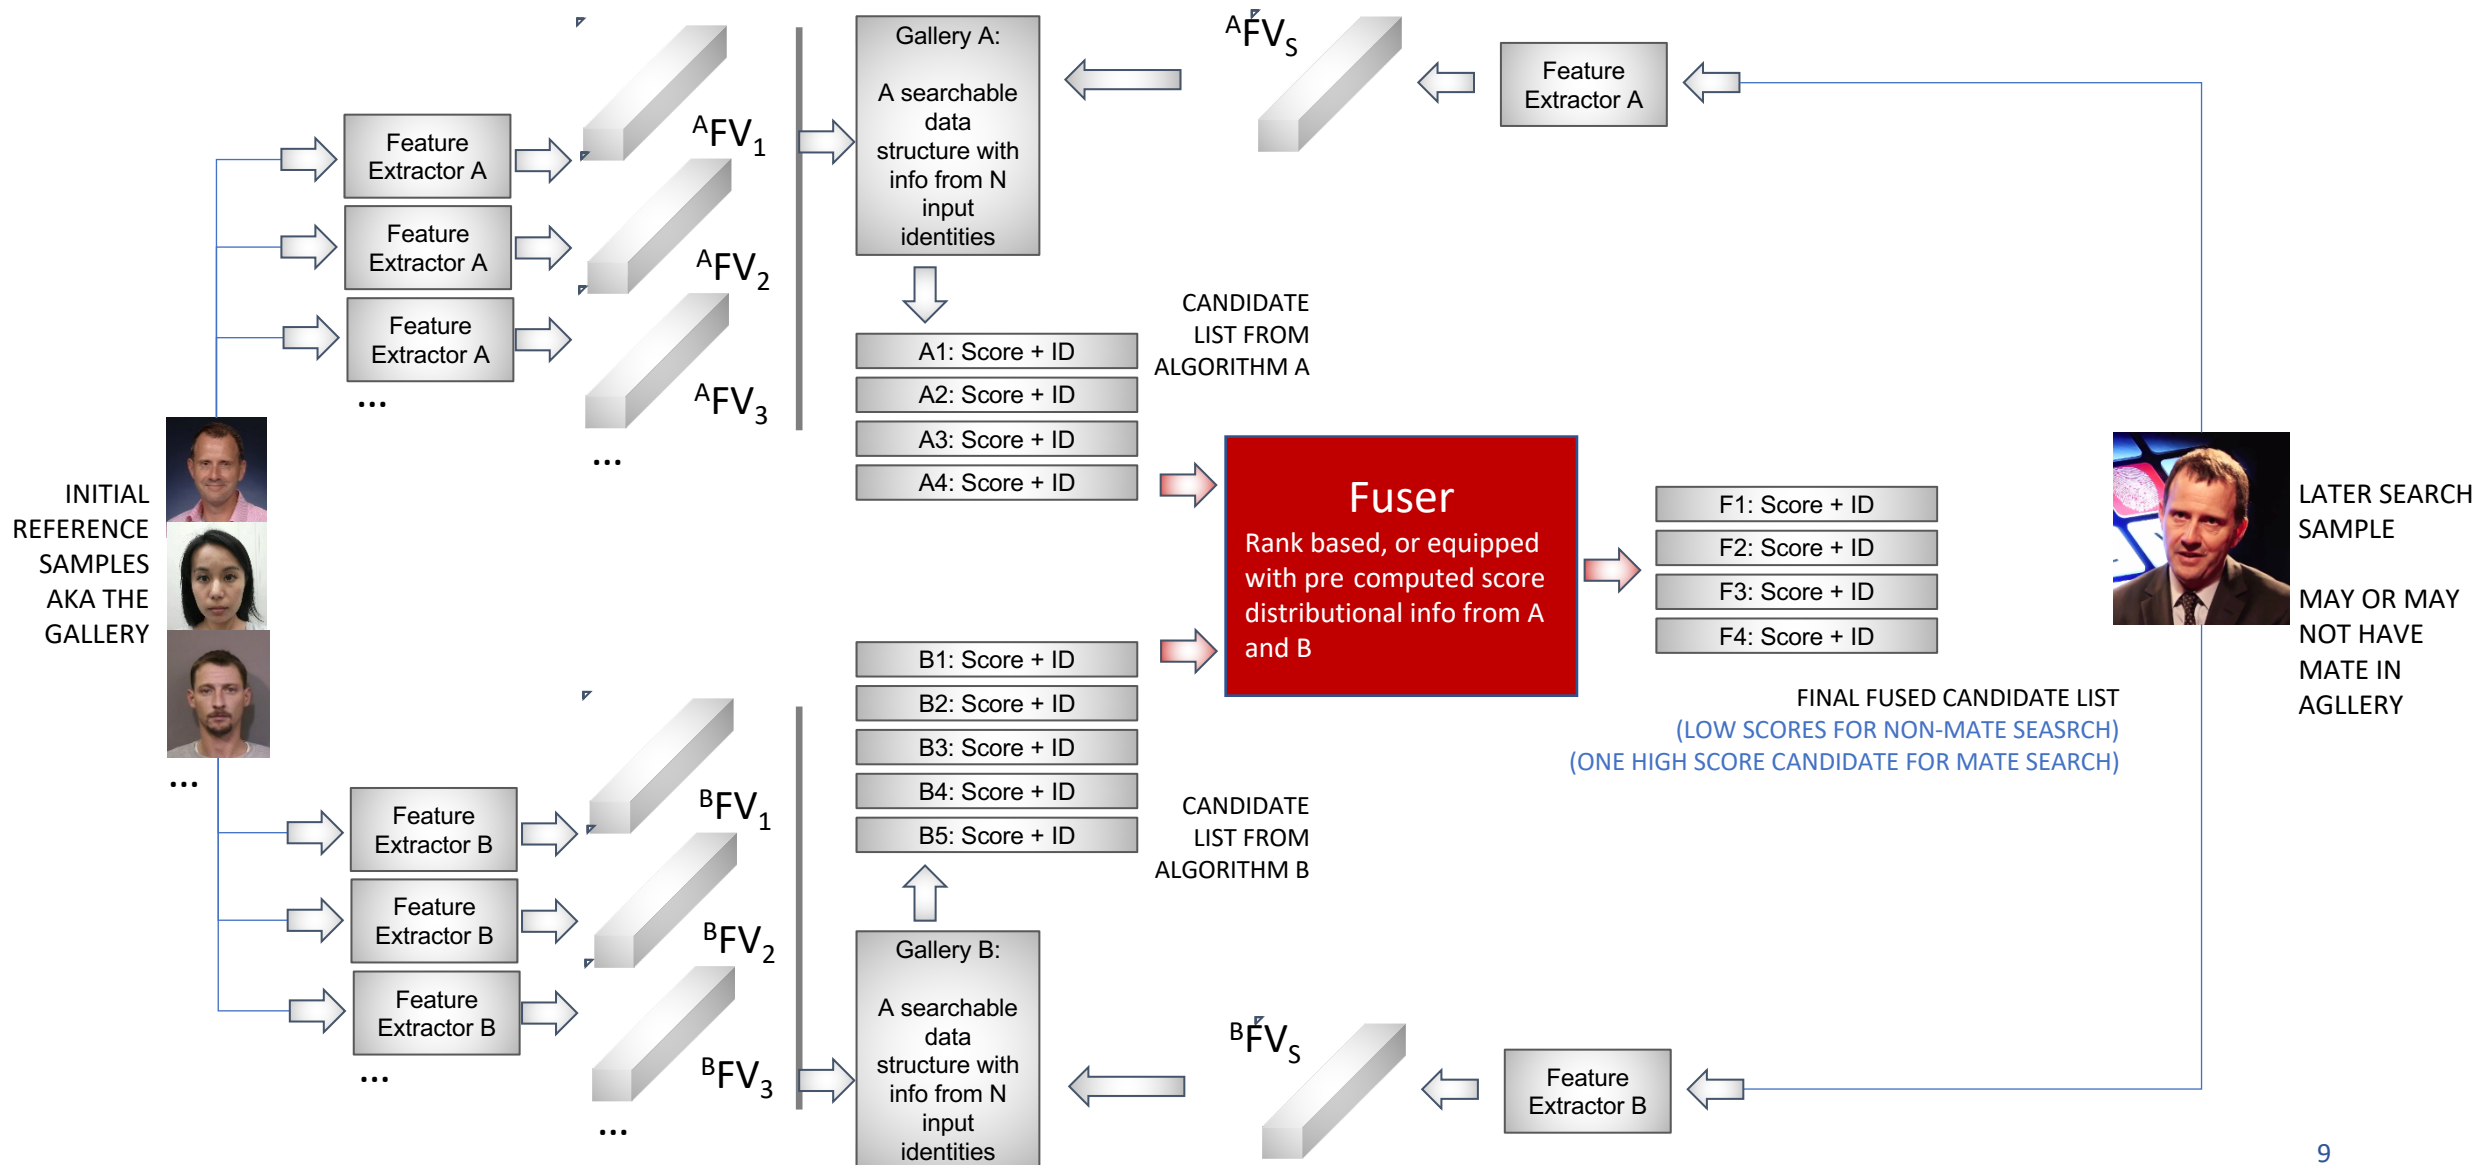 Gallery A:
A searchable
data
structure with
info from N
input
identities
AFVS
Feature
Extractor A
Feature
Extractor A
AFV1
Feature
Extractor A
AFV2
Feature
Extractor A
AFV3
...
...
CANDIDATE
LIST FROM
ALGORITHM A
A1: Score + ID
A2: Score + ID
A3: Score + ID
A4: Score + ID
INITIAL
REFERENCE
SAMPLES
AKA THE
GALLERY
...
Fuser
Rank based, or equipped
with pre computed score
distributional info from A
and B
F1: Score + ID
F2: Score + ID
F3: Score + ID
F4: Score + ID
FINAL FUSED CANDIDATE LIST
(LOW SCORES FOR NON-MATE SEASRCH)
(ONE HIGH SCORE CANDIDATE FOR MATE SEARCH)
LATER SEARCH
SAMPLE
MAY OR MAY
NOT HAVE
MATE IN
AGLLERY
B1: Score + ID
B2: Score + ID
B3: Score + ID
B4: Score + ID
B5: Score + ID
CANDIDATE
LIST FROM
ALGORITHM B
Feature
Extractor B
BFV1
Feature
Extractor B
BFV2
Feature
Extractor B
BFV3
...
...
Gallery B:
A searchable
data
structure with
info from N
input
identities
BFVS
Feature
Extractor B
9